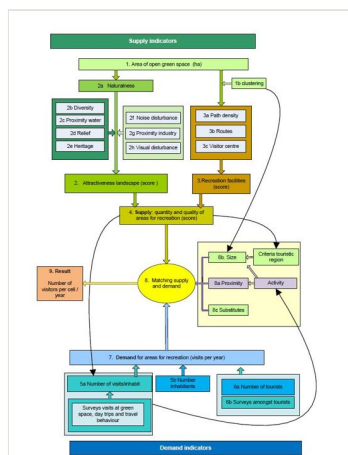 Supply indicators
1. Area of open green space (ha)
2a Naturalness
1b clustering
2b Diversity
2c Proximity water
2d Relief
2e Heritage
2f Noise disturbance
2g Proximity industry
2h Visual disturbance
3a Path density
3b Routes
3c Visitor centre
2. Attractiveness landscape (score)
3.Recreation facilities
(score)
4. Supply: quantity and quality of
areas for recreation (score)
9. Result
Number of
visitors per cell /
year
8. Matching supply
and demand
8b. Size
Criteria touristic
region
8a Proximity
Activity
8c Substitutes
7. Demand for areas for recreation (visits per year)
5a Number of visits/inhabit
Number
inhabitants
6a Number of tourists
Surveys visits at green
space, day trips and travel
behaviour
6b Surveys amongst tourists
Demand indicators